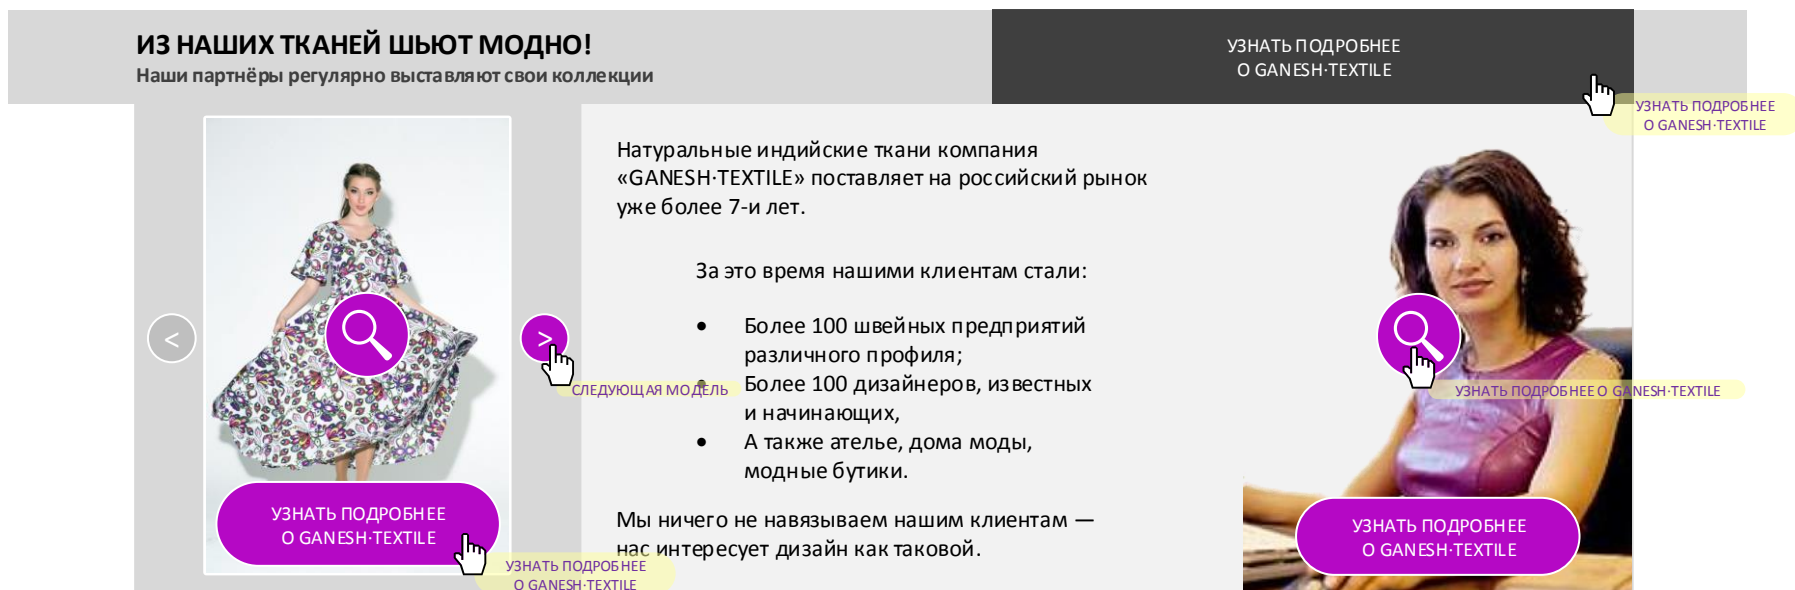 ИЗ НАШИХ ТКАНЕЙ ШЬЮТ МОДНО!
Наши партнёры регулярно выставляют свои коллекции
УЗНАТЬ ПОДРОБНЕЕ
О GANESH·TEXTILE
УЗНАТЬ ПОДРОБНЕЕ
О GANESH·TEXTILE
<
>
СЛЕДУЮЩАЯ МОДЕЛЬ
УЗНАТЬ ПОДРОБНЕЕ
О GANESH·TEXTILE
УЗНАТЬ ПОДРОБНЕЕ
О GANESH·TEXTILE
Натуральные индийские ткани компания
«GANESH·TEXTILE» поставляет на российский рынок
уже более 7-и лет.
За это время нашими клиентам стали:
• Более 100 швейных предприятий
различного профиля;
• Более 100 дизайнеров, известных
и начинающих,
• А также ателье, дома моды,
модные бутики.
Мы ничего не навязываем нашим клиентам —
нас интересует дизайн как таковой.
УЗНАТЬ ПОДРОБНЕЕ О GANESH·TEXTILE
УЗНАТЬ ПОДРОБНЕЕ
О GANESH·TEXTILE